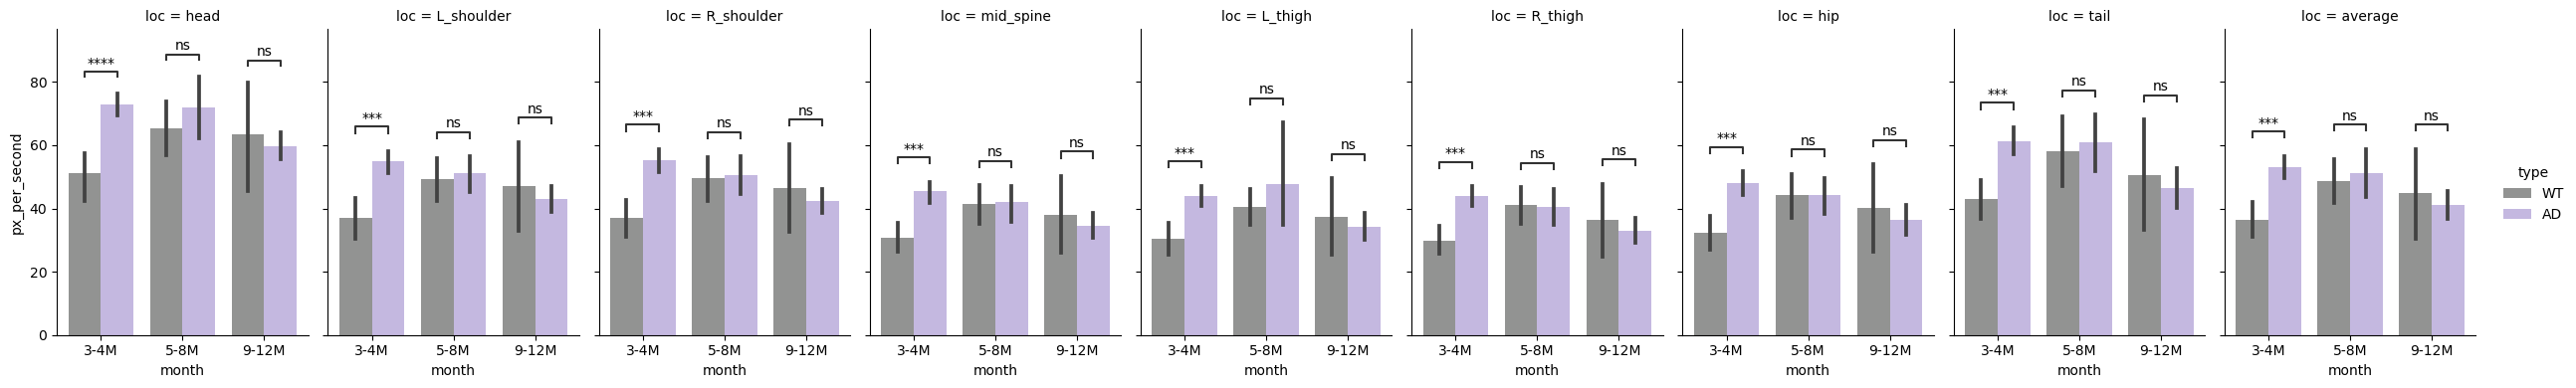 loc = head
loc = L_shoulder
loc = R_shoulder
loc = mid_spine
loc = L_thigh
loc = R_thigh
loc = hip
loc = tail
loc = average
px_per_second
80
60
40
20
0
****
ns
ns
***
ns
ns
***
ns
ns
***
ns
ns
***
ns
ns
***
ns
ns
***
ns
ns
***
ns
ns
***
ns
ns
3-4M 5-8M 9-12M
month
3-4M 5-8M 9-12M
month
3-4M 5-8M 9-12M
month
3-4M 5-8M 9-12M
month
3-4M 5-8M 9-12M
month
3-4M 5-8M 9-12M
month
3-4M 5-8M 9-12M
month
3-4M 5-8M 9-12M
month
3-4M 5-8M 9-12M
month
type
WT
AD